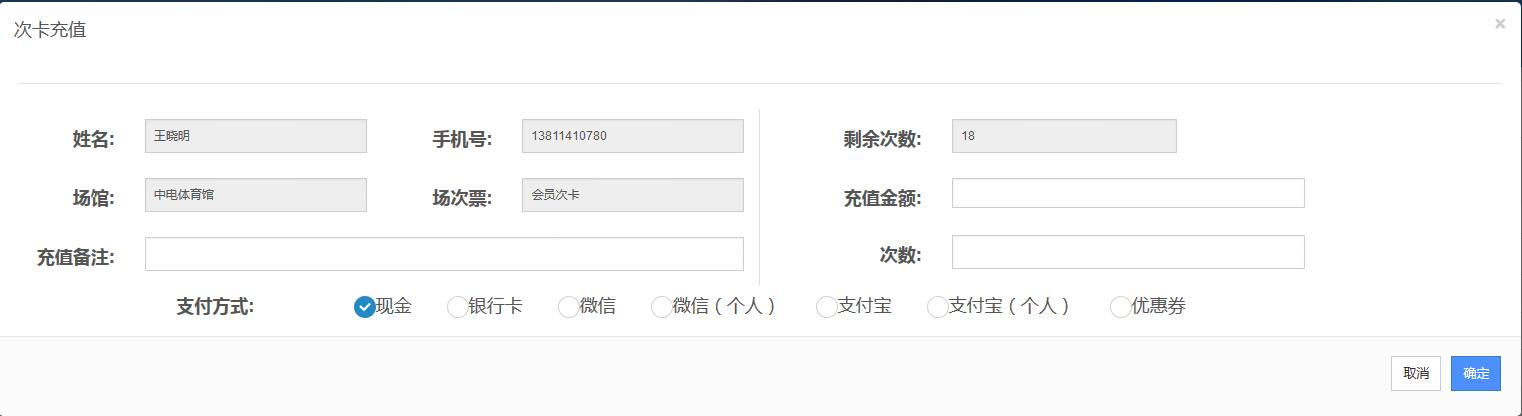 次卡充值
×
姓名: 王晓明 手机号: 13811410780 剩余次数: 18
场馆: 中电体育馆 场次票: 会员次卡 充值金额:
充值备注: 次数:
支付方式: 现金 银行卡 微信 微信（个人） 支付宝 支付宝（个人） 优惠券
取消 确定